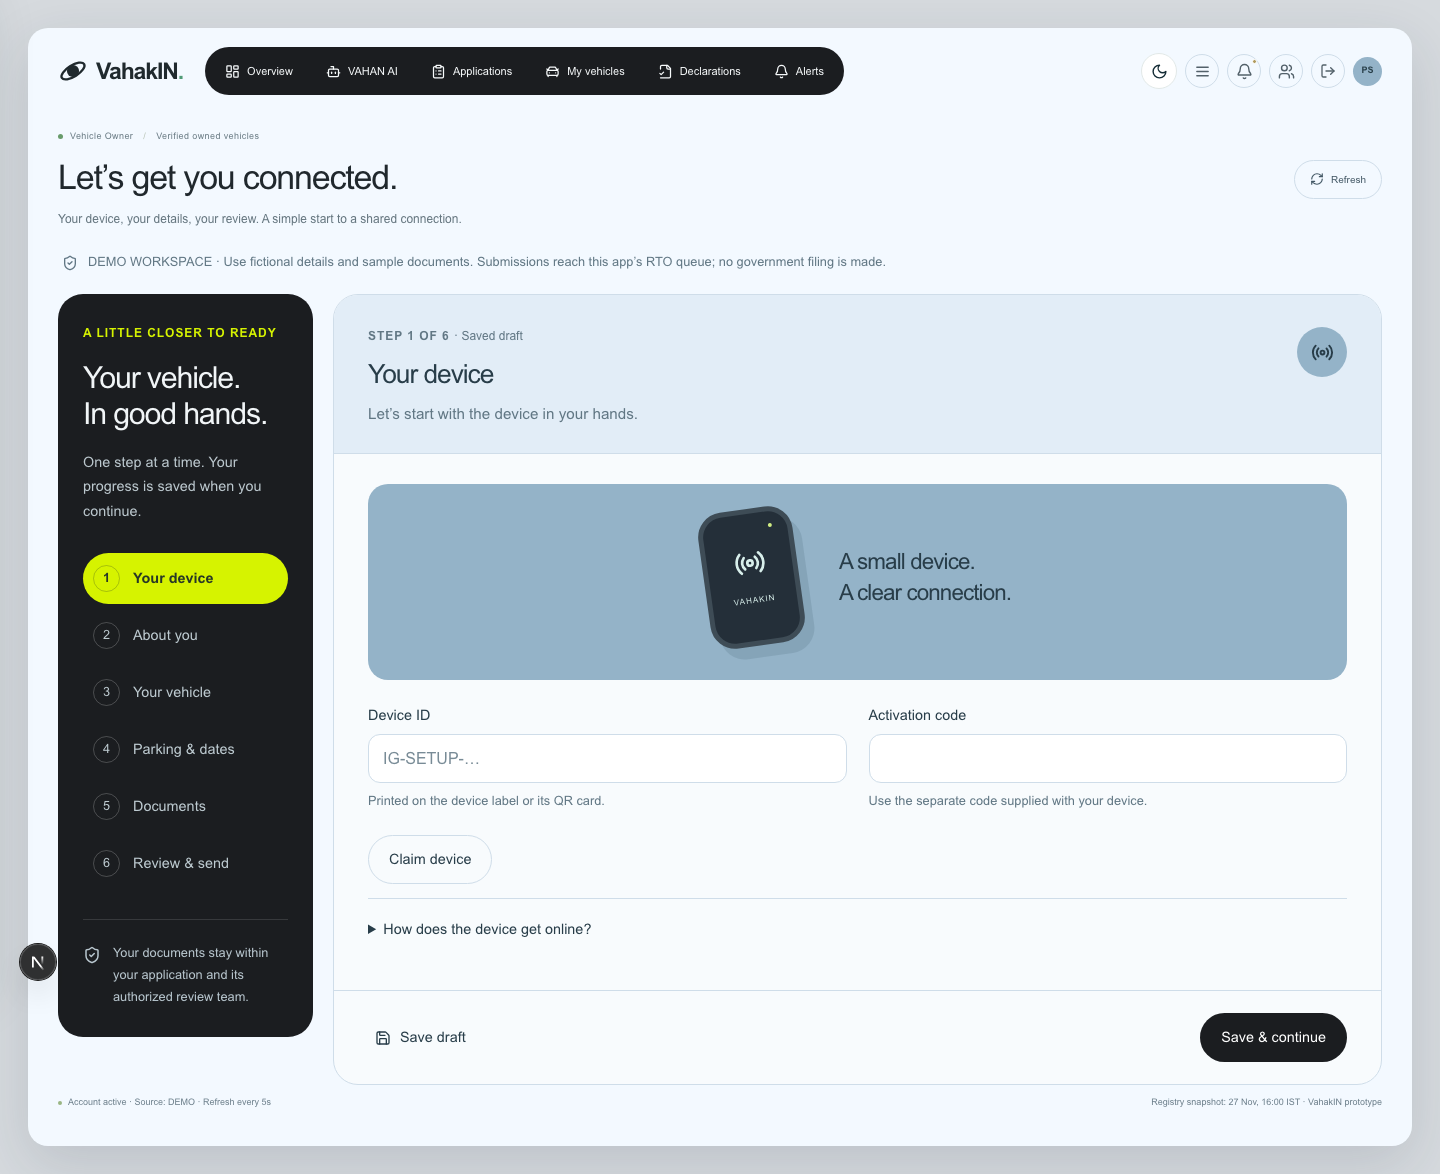 VahakIN.
Overview
VAHAN AI
Applications
My vehicles
Declarations
Alerts
PS
Vehicle Owner / Verified owned vehicles
Let’s get you connected.
Refresh
Your device, your details, your review. A simple start to a shared connection.
DEMO WORKSPACE · Use fictional details and sample documents. Submissions reach this app’s RTO queue; no government filing is made.
A LITTLE CLOSER TO READY
Your vehicle.
In good hands.
One step at a time. Your
progress is saved when you
continue.
1 Your device
2 About you
3 Your vehicle
4 Parking & dates
5 Documents
6 Review & send
Your documents stay within
your application and its
authorized review team.
STEP 1 OF 6 · Saved draft
Your device
Let’s start with the device in your hands.
VAHAKIN
A small device.
A clear connection.
Device ID
IG-SETUP-…
Printed on the device label or its QR card.
Activation code
Use the separate code supplied with your device.
Claim device
How does the device get online?
Save draft
Save & continue
N
Account active · Source: DEMO · Refresh every 5s
Registry snapshot: 27 Nov, 16:00 IST · VahakIN prototype